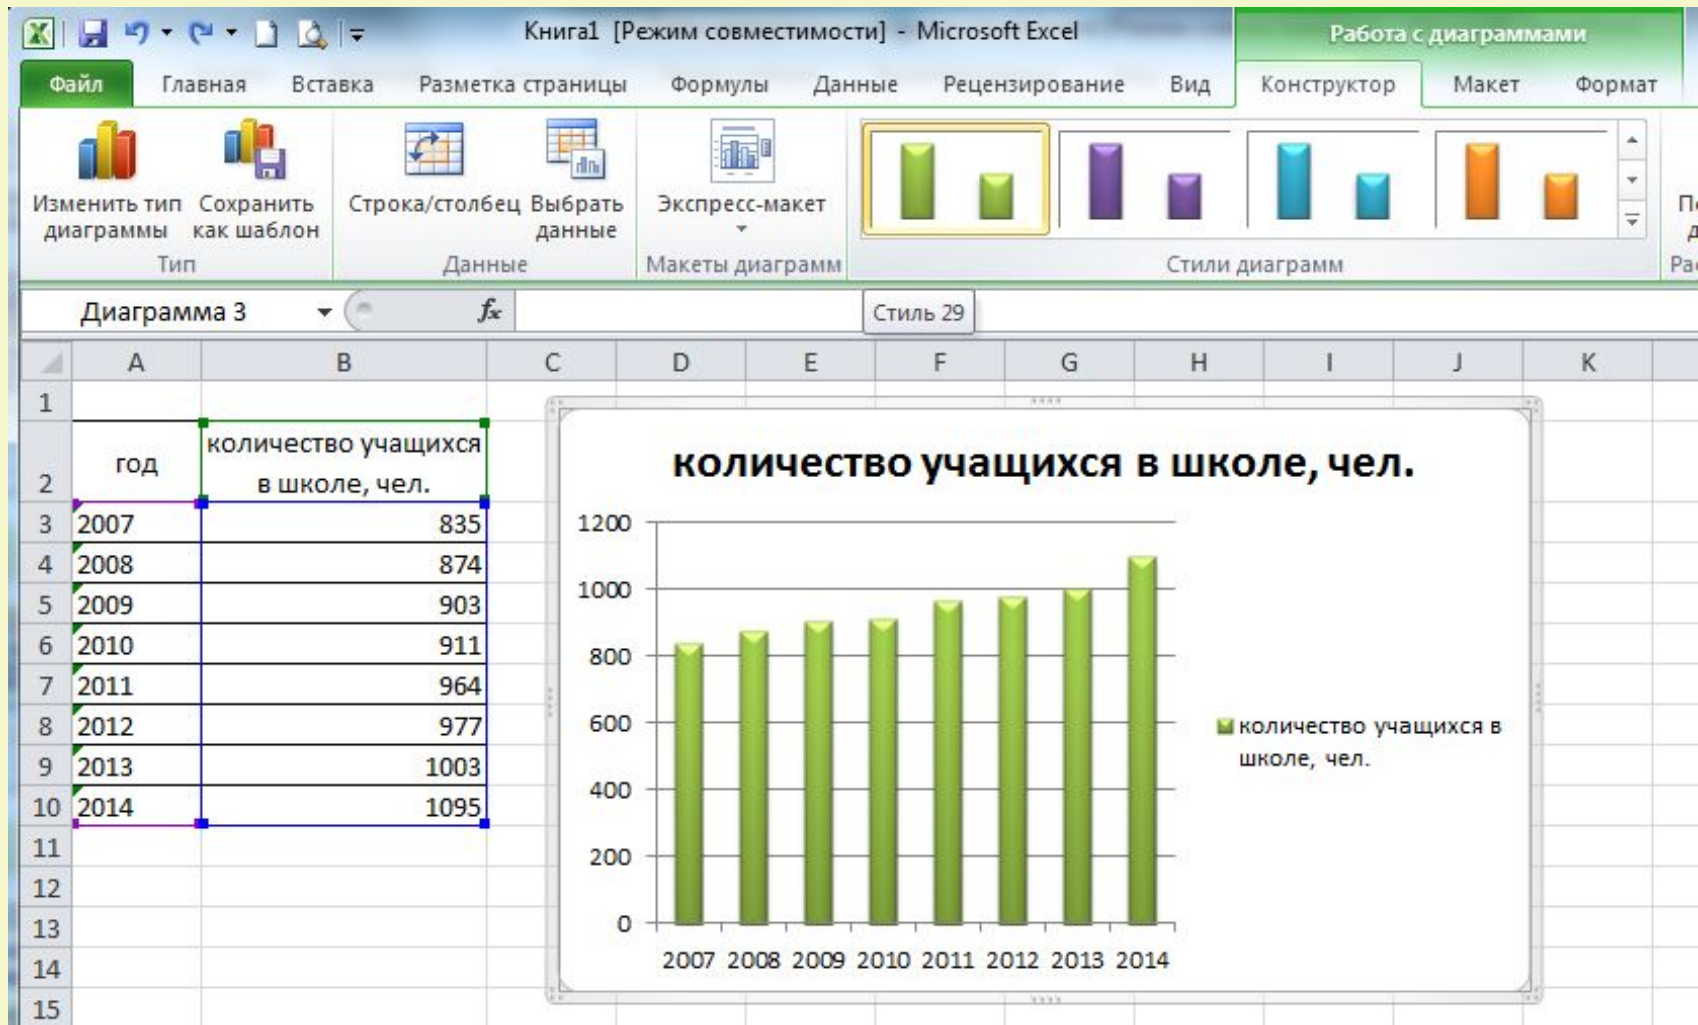 Книга1 [Режим совместимости] - Microsoft Excel
Работа с диаграммами
Файл Главная Вставка Разметка страницы Формулы Данные Рецензирование Вид Конструктор Макет Формат
Изменить тип диаграммы
Сохранить как шаблон
Строка/столбец
Выбрать данные
Экспресс-макет
Тип Данные Макеты диаграмм Стили диаграмм
Диаграмма 3 fx
Стиль 29
A B C D E F G H I J K
1
2 год количество учащихся
в школе, чел.
3 2007 835
4 2008 874
5 2009 903
6 2010 911
7 2011 964
8 2012 977
9 2013 1003
10 2014 1095
11
12
13
14
15
количество учащихся в школе, чел.
1200
1000
800
600
400
200
0
2007 2008 2009 2010 2011 2012 2013 2014
количество учащихся в
школе, чел.